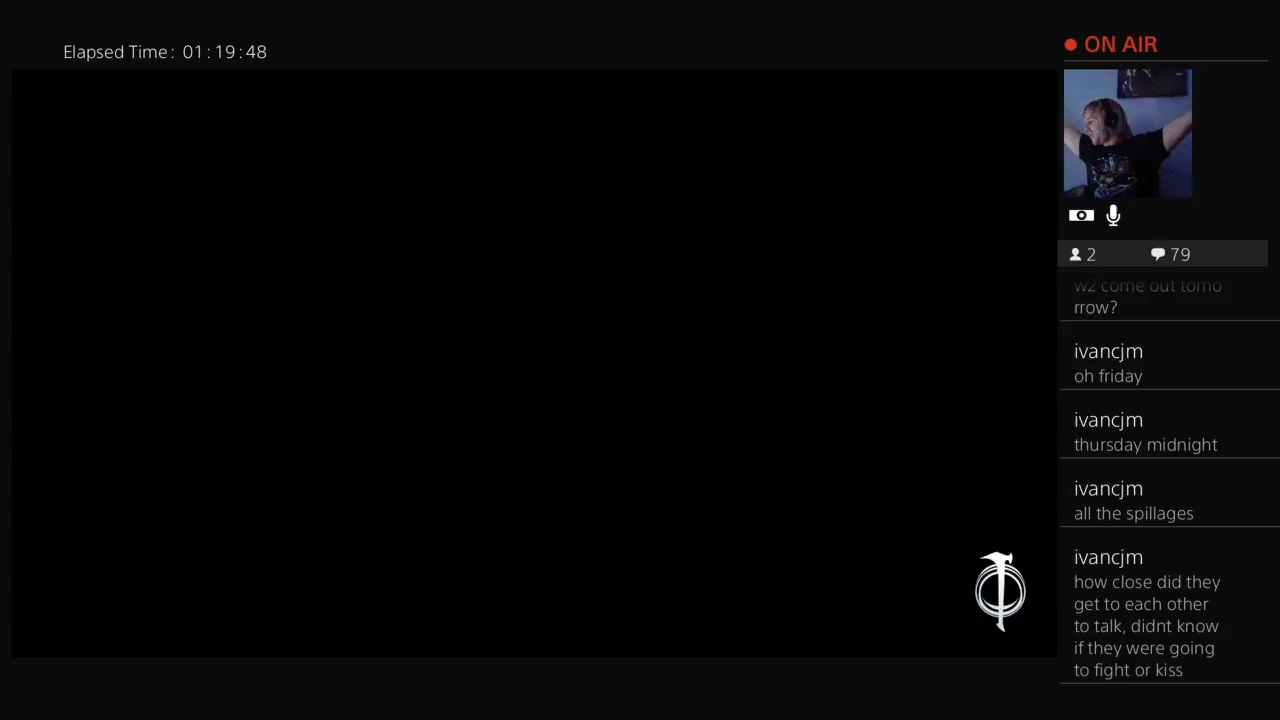 Elapsed Time: 01:19:48
ON AIR
2 79
w2 come out tomo
rrow?
ivancjm
oh friday
ivancjm
thursday midnight
ivancjm
all the spillages
ivancjm
how close did they
get to each other
to talk, didnt know
if they were going
to fight or kiss